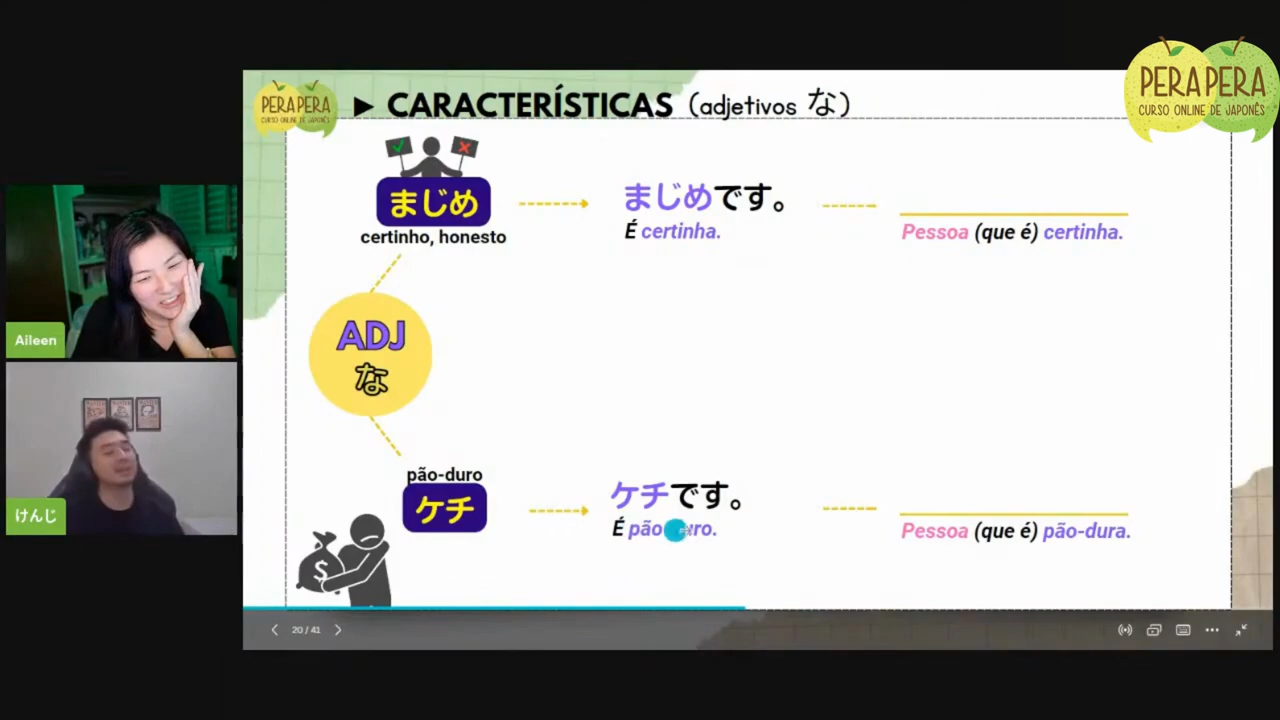 PERA PERA
CURSO ONLINE DE JAPONÊS
PERA PERA
CURSO ONLINE DE JAPONÊS
► CARACTERÍSTICAS (adjetivos な)
まじめ
certinho, honesto
まじめです。
É certinha.
Pessoa (que é) certinha.
Aileen
ADJ
な
pão-duro
ケチ
ケチです。
É pão-duro.
Pessoa (que é) pão-dura.
けんじ
$
20 / 41